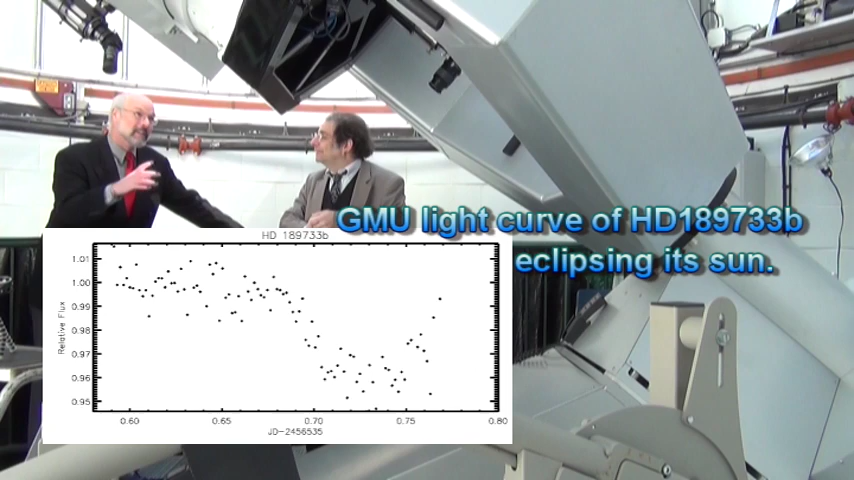 GMU light curve of HD189733b
eclipsing its sun.
HD 189733b
Relative Flux
1.01
1.00
0.99
0.98
0.97
0.96
0.95
0.60
0.65
0.70
0.75
0.80
JD-2456535